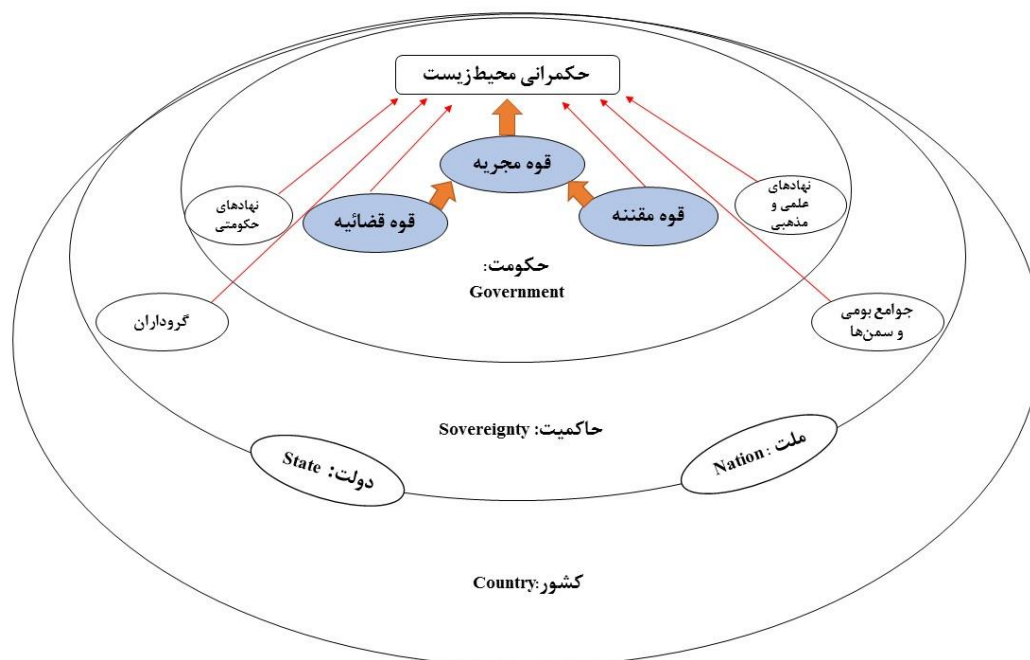 حکمرانی محیط‌زیست
قوه مجریه
نهادهای
علمی و
مذهبی
قوه مقننه
قوه قضائیه
نهادهای
حکومتی
حکومت:
Government
جوامع بومی
و سمن‌ها
گروداران
حاکمیت: Sovereignty
ملت : Nation
دولت: State
کشور:Country